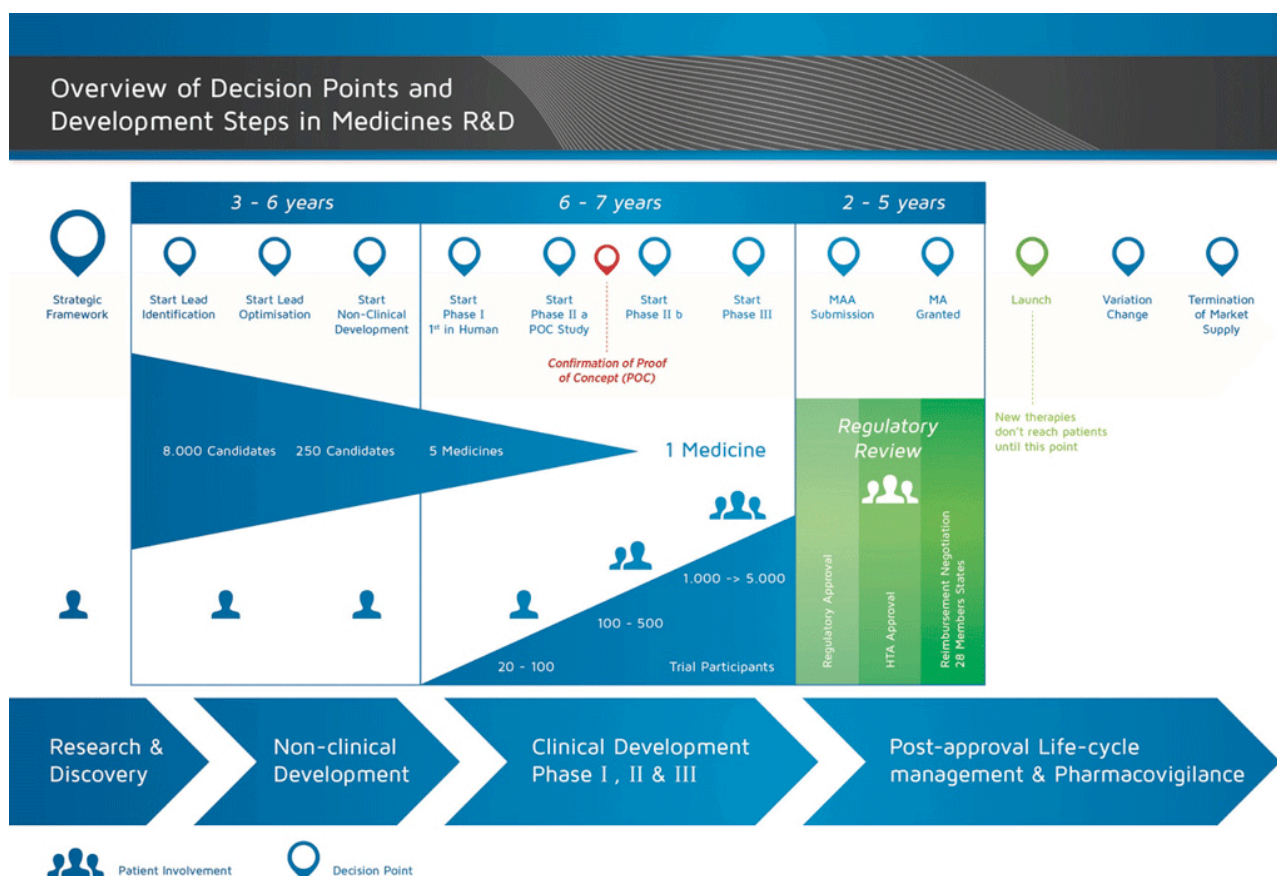 Overview of Decision Points and
Development Steps in Medicines R&D
3 - 6 years
6 - 7 years
2 - 5 years
Strategic
Framework
Start Lead
Identification
Start Lead
Optimisation
Start
Non-Clinical
Development
Start
Phase I
1st in Human
Start
Phase II a
POC Study
Start
Phase II b
Start
Phase III
MAA
Submission
MA
Granted
Launch
Variation
Change
Termination
of Market
Supply
Confirmation of Proof
of Concept (POC)
New therapies
don't reach patients
until this point
8.000 Candidates
250 Candidates
5 Medicines
1 Medicine
Regulatory
Review
1.000 -> 5.000
100 - 500
20 - 100
Trial Participants
Regulatory Approval
HTA Approval
Reimbursement Negotiation
28 Members States
Research &
Discovery
Non-clinical
Development
Clinical Development
Phase I , II & III
Post-approval Life-cycle
management & Pharmacovigilance
Patient Involvement
Decision Point